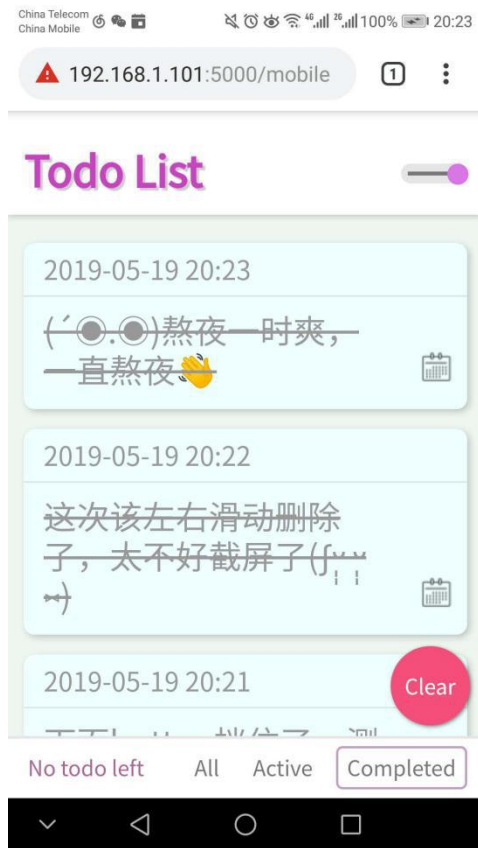 China Telecom
China Mobile
46 26 100% 20:23
192.168.1.101:5000/mobile 1
Todo List
2019-05-19 20:23
(´◉.◉)熬夜一时爽，
一直熬夜👋
2019-05-19 20:22
这次该左右滑动删除
了，太不好截屏了(
2019-05-19 20:21
Clear
No todo left All Active Completed